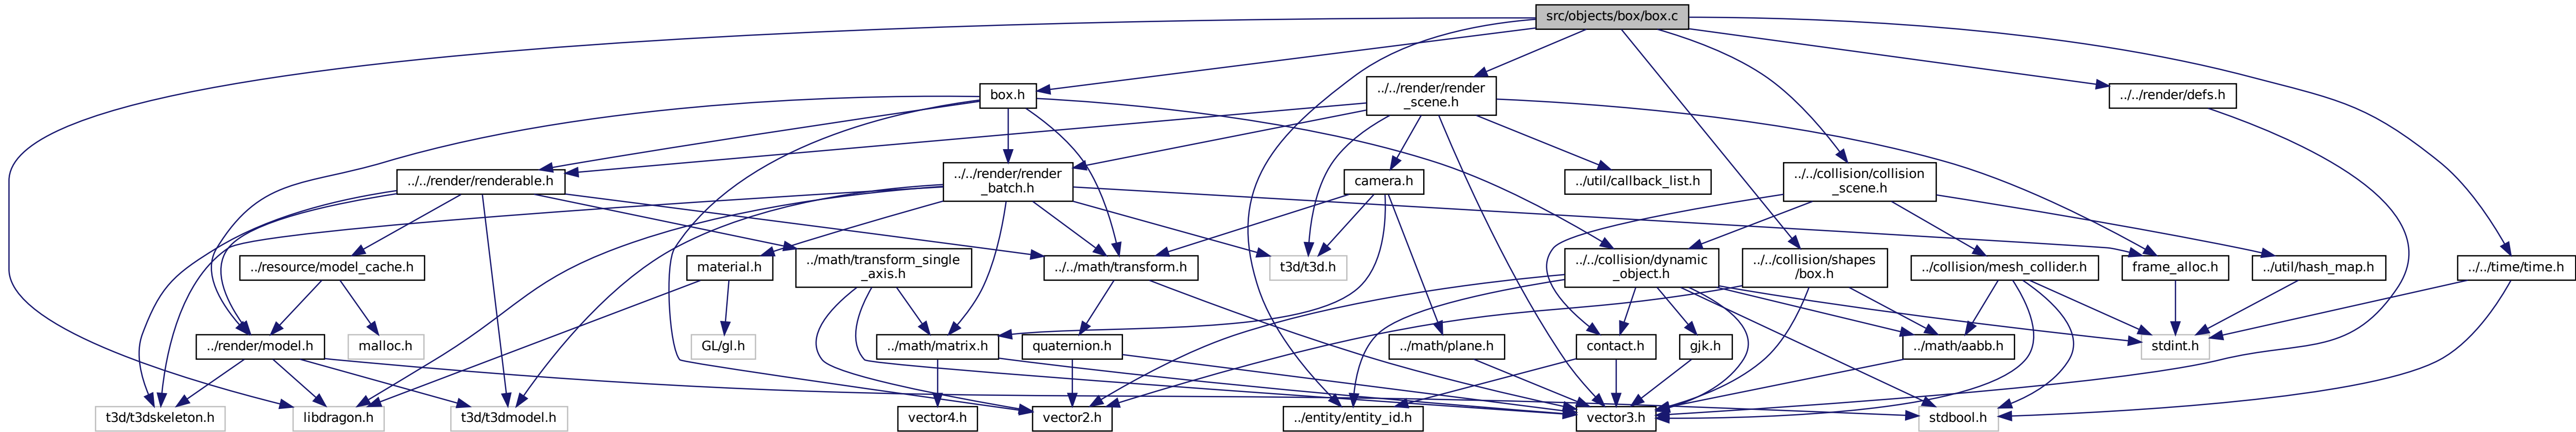 src/objects/box/box.c
box.h
../../render/render
_scene.h
../../render/defs.h
../../render/renderable.h
../../render/render
_batch.h
camera.h
../util/callback_list.h
../../collision/collision
_scene.h
../resource/model_cache.h
material.h
../math/transform_single
_axis.h
../../math/transform.h
t3d/t3d.h
../../collision/dynamic
_object.h
../../collision/shapes
/box.h
../collision/mesh_collider.h
frame_alloc.h
../util/hash_map.h
../../time/time.h
../render/model.h
malloc.h
GL/gl.h
../math/matrix.h
quaternion.h
../math/plane.h
contact.h
gjk.h
../math/aabb.h
stdint.h
t3d/t3dskeleton.h
libdragon.h
t3d/t3dmodel.h
vector4.h
vector2.h
../entity/entity_id.h
vector3.h
stdbool.h